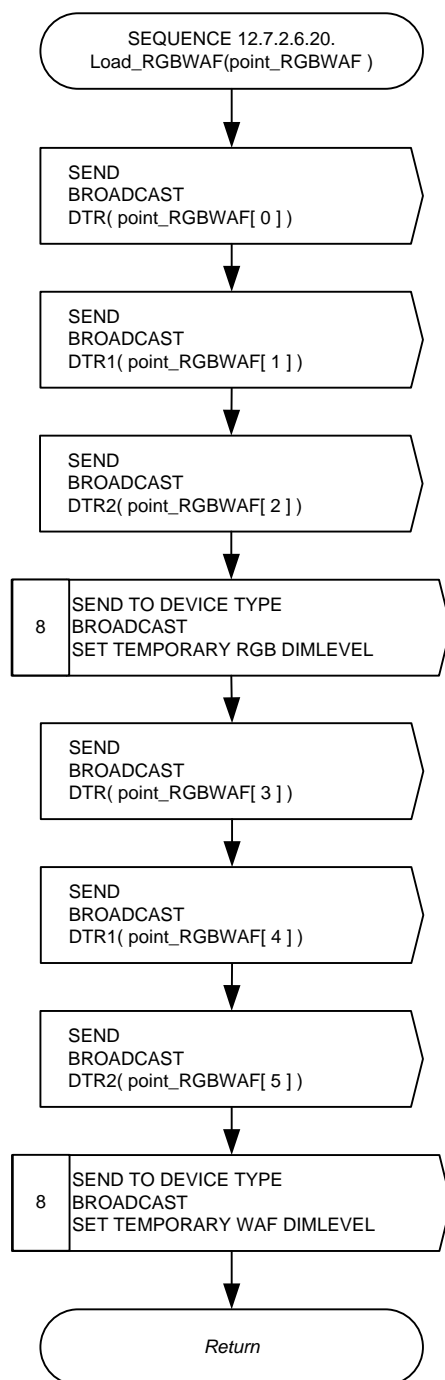 SEQUENCE 12.7.2.6.20.
Load_RGBWAF(point_RGBWAF )
SEND
BROADCAST
DTR( point_RGBWAF[ 0 ] )
SEND
BROADCAST
DTR1( point_RGBWAF[ 1 ] )
SEND
BROADCAST
DTR2( point_RGBWAF[ 2 ] )
8
SEND TO DEVICE TYPE
BROADCAST
SET TEMPORARY RGB DIMLEVEL
SEND
BROADCAST
DTR( point_RGBWAF[ 3 ] )
SEND
BROADCAST
DTR1( point_RGBWAF[ 4 ] )
SEND
BROADCAST
DTR2( point_RGBWAF[ 5 ] )
8
SEND TO DEVICE TYPE
BROADCAST
SET TEMPORARY WAF DIMLEVEL
Return